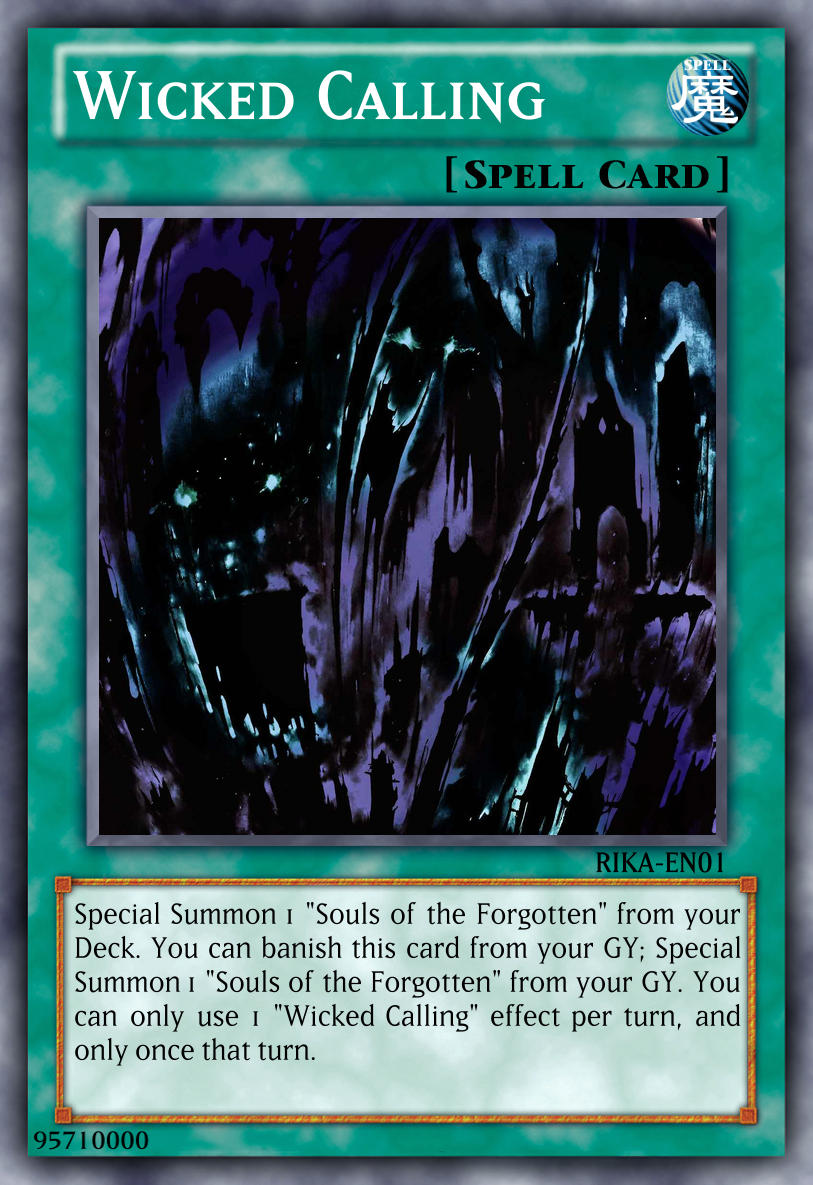 Wicked Calling
SPELL
魔
[Spell Card]
RIKA-EN01
Special Summon 1 "Souls of the Forgotten" from your
Deck. You can banish this card from your GY; Special
Summon 1 "Souls of the Forgotten" from your GY. You
can only use 1 "Wicked Calling" effect per turn, and
only once that turn.
95710000